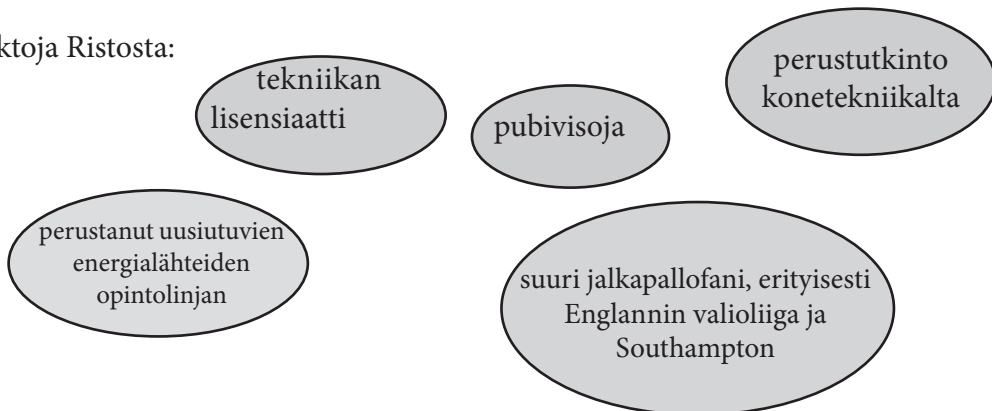 ktoja Ristosta:
tekniikan
lisensiaatti
pubivisoja
perustutkinto
konetekniikalta
perustanut uusiutuvien
energialähteiden
opintolinjan
suuri jalkapallofani, erityisesti
Englannin valioliiga ja
Southampton